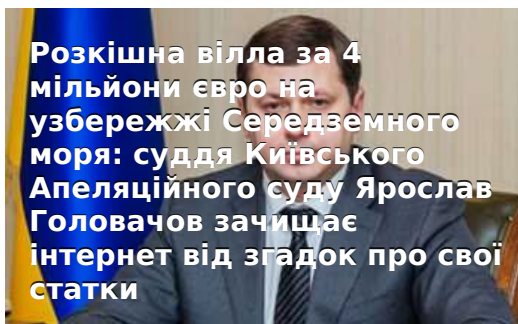 Розкішна вілла за 4
мільйони євро на
узбережжі Середземного
моря: суддя Київського
Апеляційного суду Ярослав
Головачов зачищає
інтернет від згадок про свої
статки